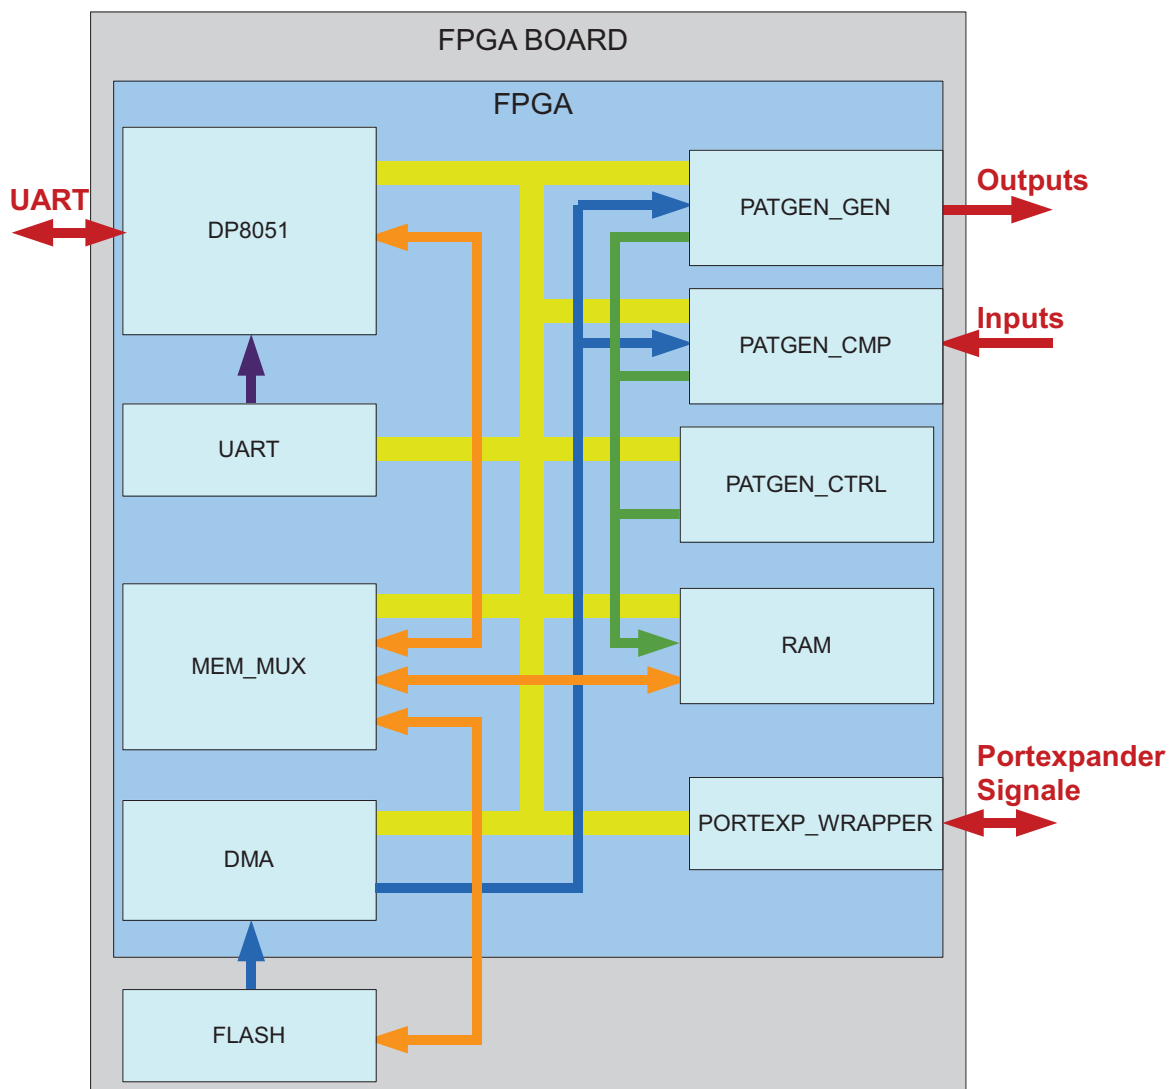 FPGA BOARD
FPGA
UART
DP8051
PATGEN_GEN
Outputs
PATGEN_CMP
Inputs
UART
PATGEN_CTRL
MEM_MUX
RAM
Portexpander
Signale
PORTEXP_WRAPPER
DMA
FLASH